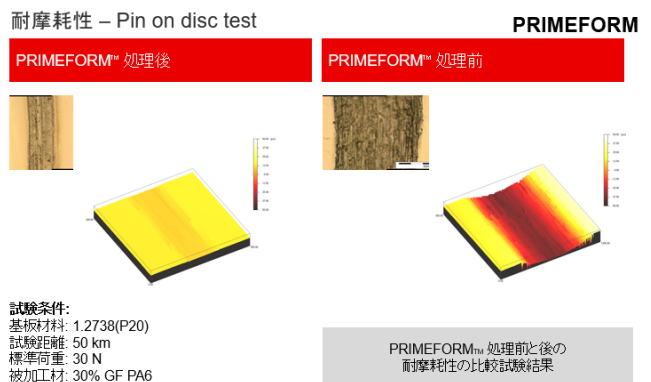 耐摩耗性 – Pin on disc test
PRIMEFORM
PRIMEFORM™ 処理後
PRIMEFORM™ 処理前
試験条件:
基板材料: 1.2738(P20)
試験距離: 50 km
標準荷重: 30 N
被加工材: 30% GF PA6
PRIMEFORM™ 処理前と後の
耐摩耗性の比較試験結果